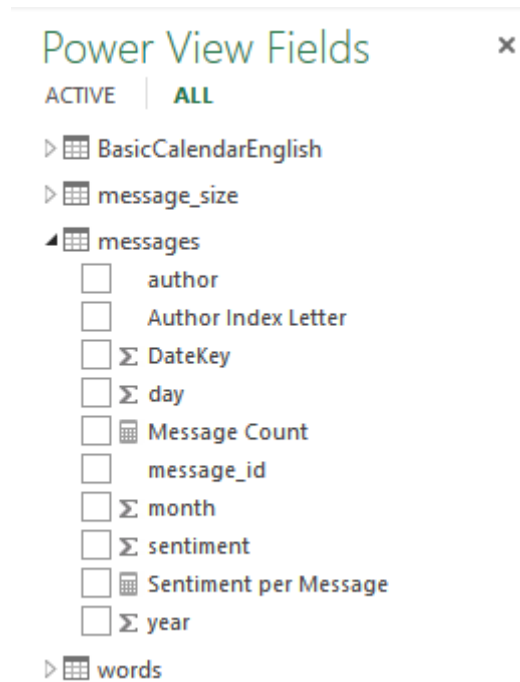 Power View Fields
ACTIVE ALL
BasicCalendarEnglish
message_size
messages
author
Author Index Letter
Σ DateKey
Σ day
Message Count
message_id
Σ month
Σ sentiment
Sentiment per Message
Σ year
words